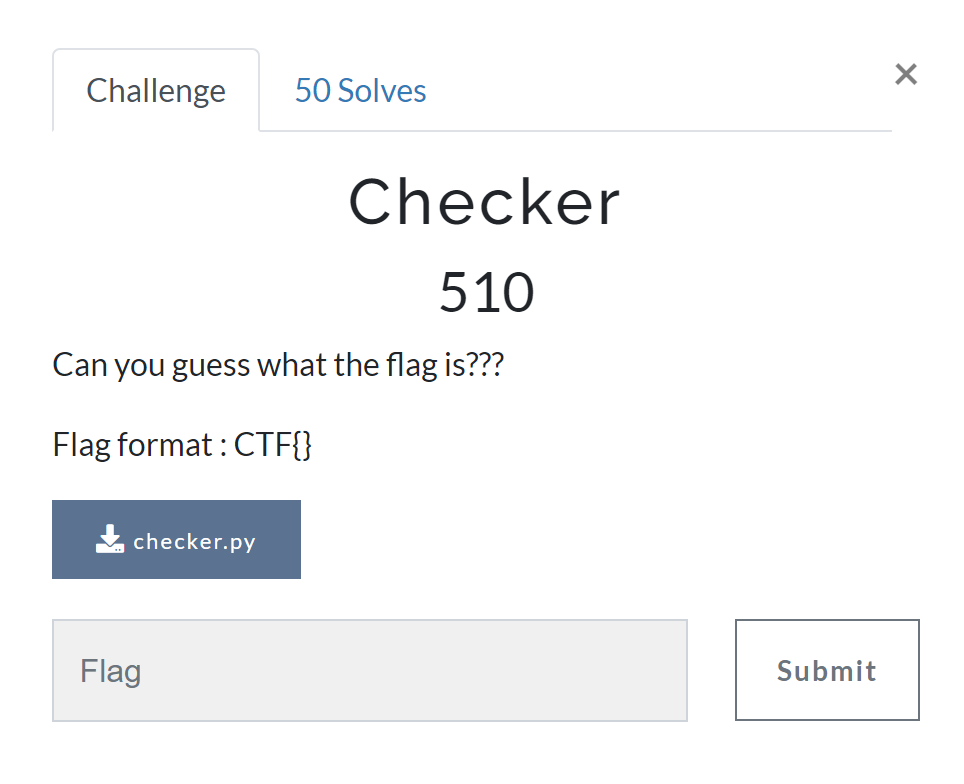 Challenge
50 Solves
×
Checker
510
Can you guess what the flag is???
Flag format : CTF{}
checker.py
Flag
Submit